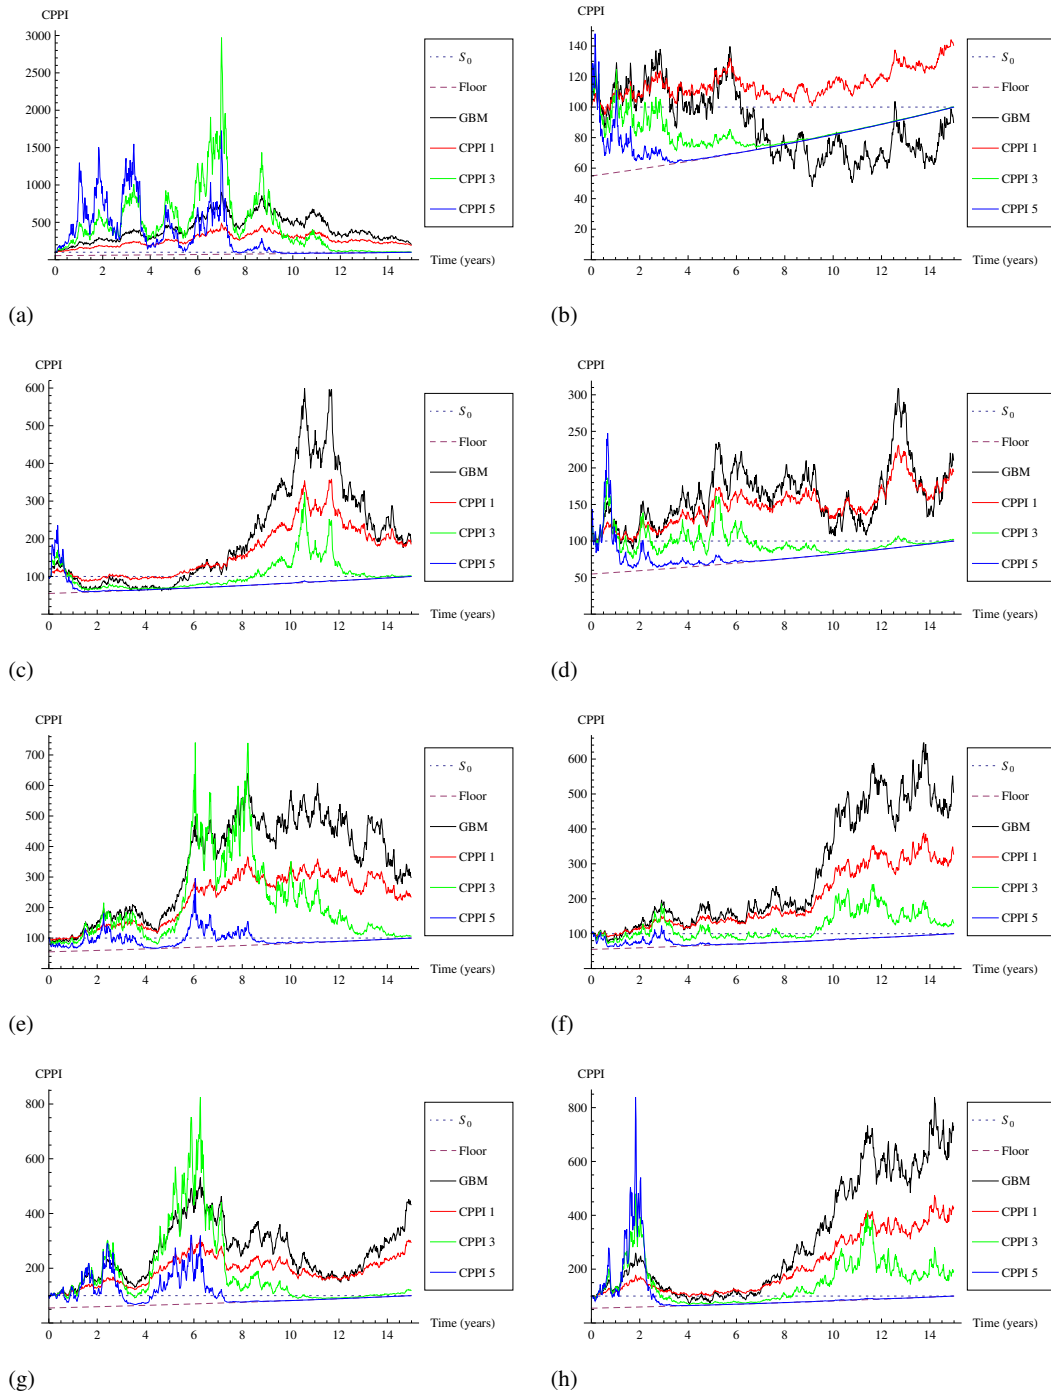 CPPI
3000
2500
2000
1500
1000
500
0 2 4 6 8 10 12 14
Time (years)
S0
Floor
GBM
CPPI 1
CPPI 3
CPPI 5
(a)
CPPI
140
120
100
80
60
40
20
0 2 4 6 8 10 12 14
Time (years)
S0
Floor
GBM
CPPI 1
CPPI 3
CPPI 5
(b)
CPPI
600
500
400
300
200
100
0 2 4 6 8 10 12 14
Time (years)
S0
Floor
GBM
CPPI 1
CPPI 3
CPPI 5
(c)
CPPI
300
250
200
150
100
50
0 2 4 6 8 10 12 14
Time (years)
S0
Floor
GBM
CPPI 1
CPPI 3
CPPI 5
(d)
CPPI
700
600
500
400
300
200
100
0 2 4 6 8 10 12 14
Time (years)
S0
Floor
GBM
CPPI 1
CPPI 3
CPPI 5
(e)
CPPI
600
500
400
300
200
100
0 2 4 6 8 10 12 14
Time (years)
S0
Floor
GBM
CPPI 1
CPPI 3
CPPI 5
(f)
CPPI
800
600
400
200
0 2 4 6 8 10 12 14
Time (years)
S0
Floor
GBM
CPPI 1
CPPI 3
CPPI 5
(g)
CPPI
800
600
400
200
0 2 4 6 8 10 12 14
Time (years)
S0
Floor
GBM
CPPI 1
CPPI 3
CPPI 5
(h)